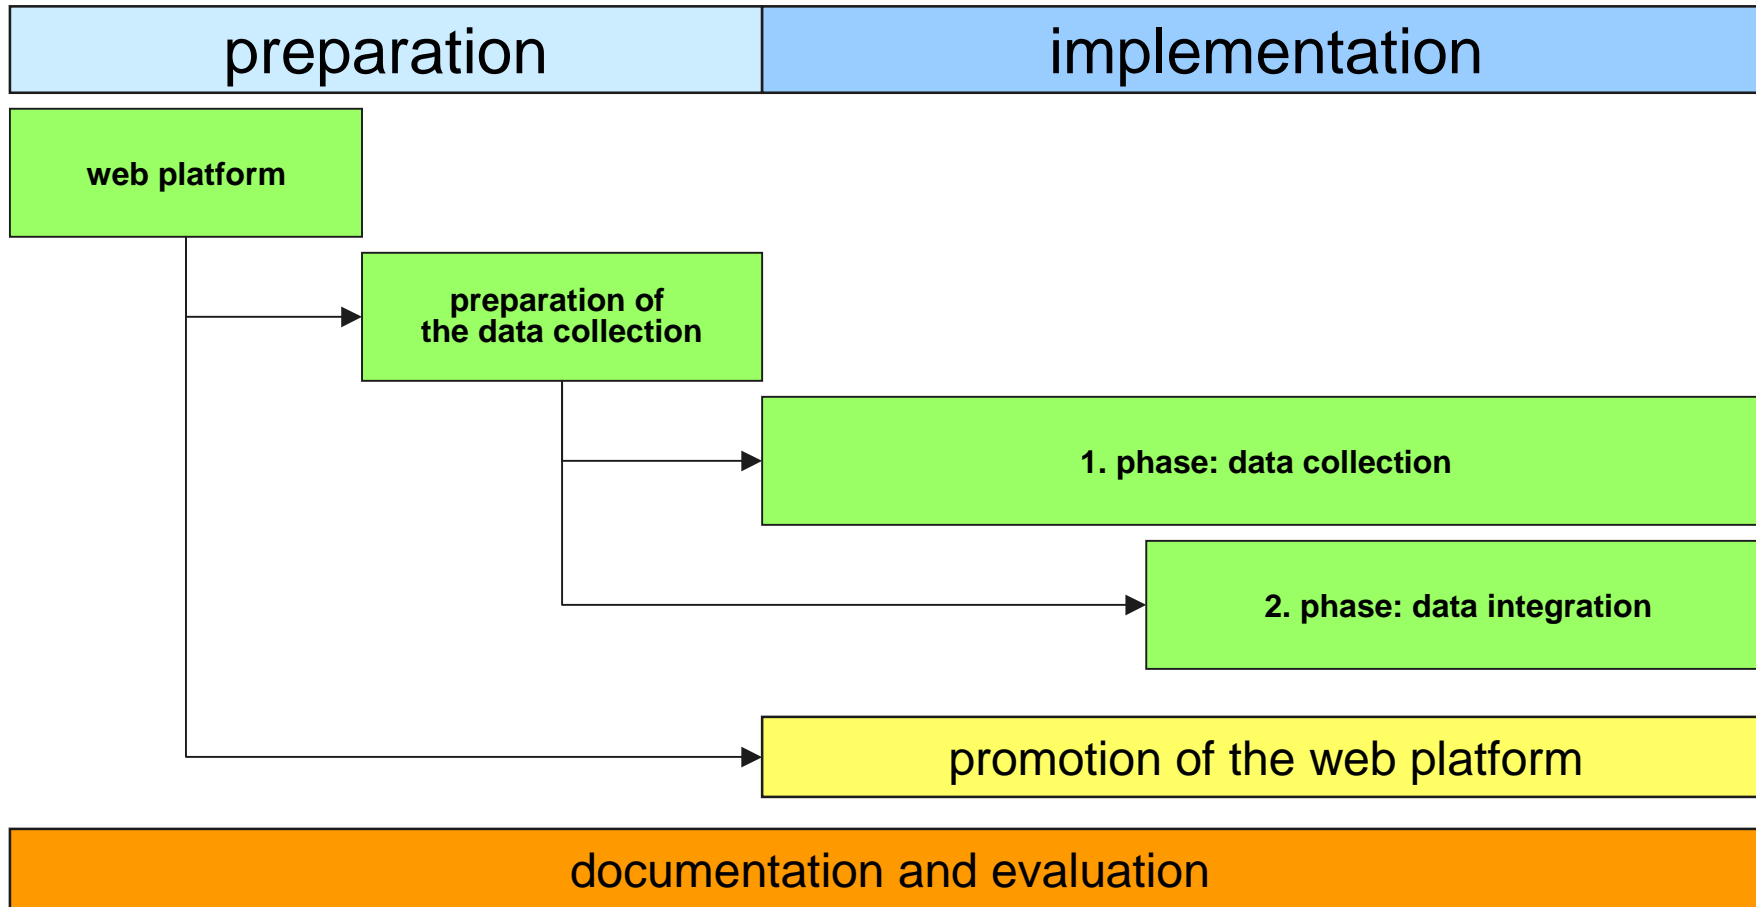 preparation
implementation
web platform
preparation of
the data collection
1. phase: data collection
2. phase: data integration
promotion of the web platform
documentation and evaluation